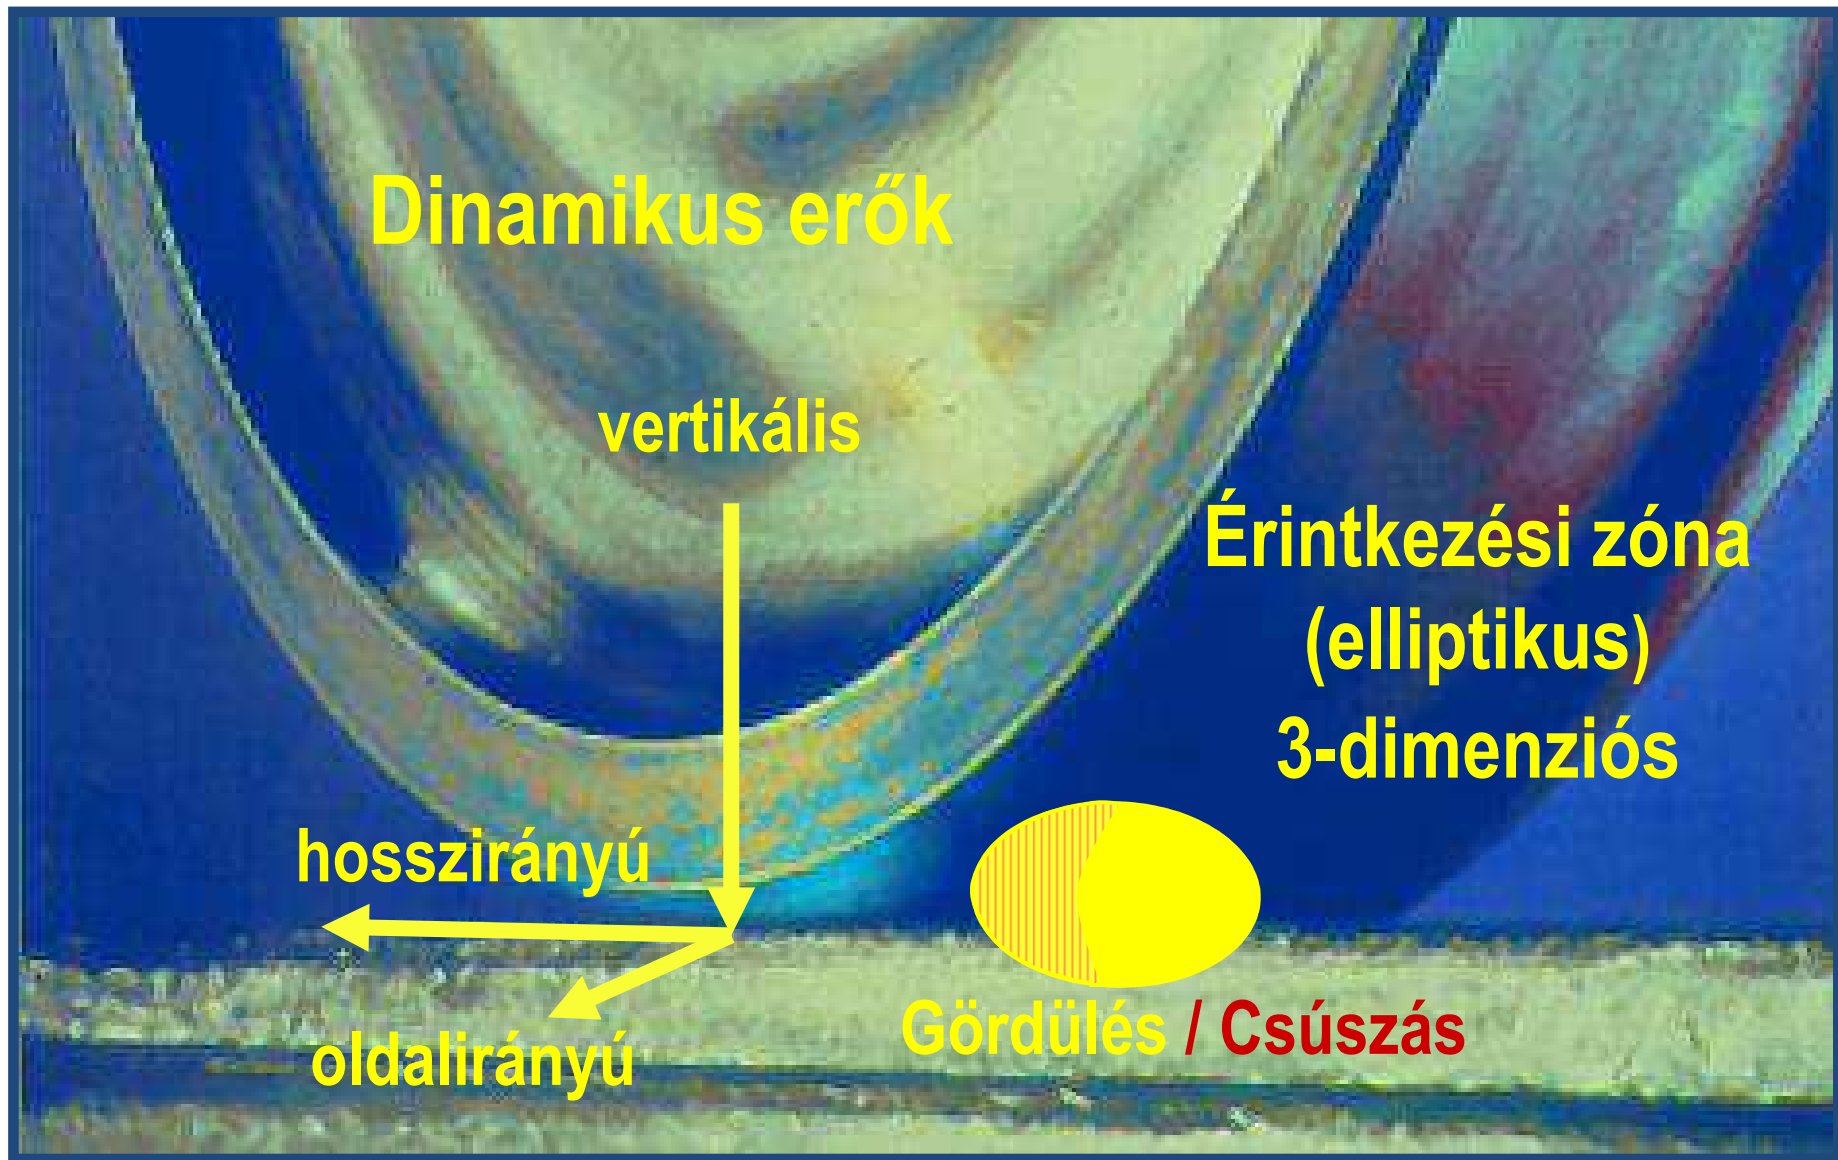 Dinamikus erők
vertikális
Érintkezési zóna
(elliptikus)
3-dimenziós
hosszirányú
oldalirányú
Gördülés / Csúszás